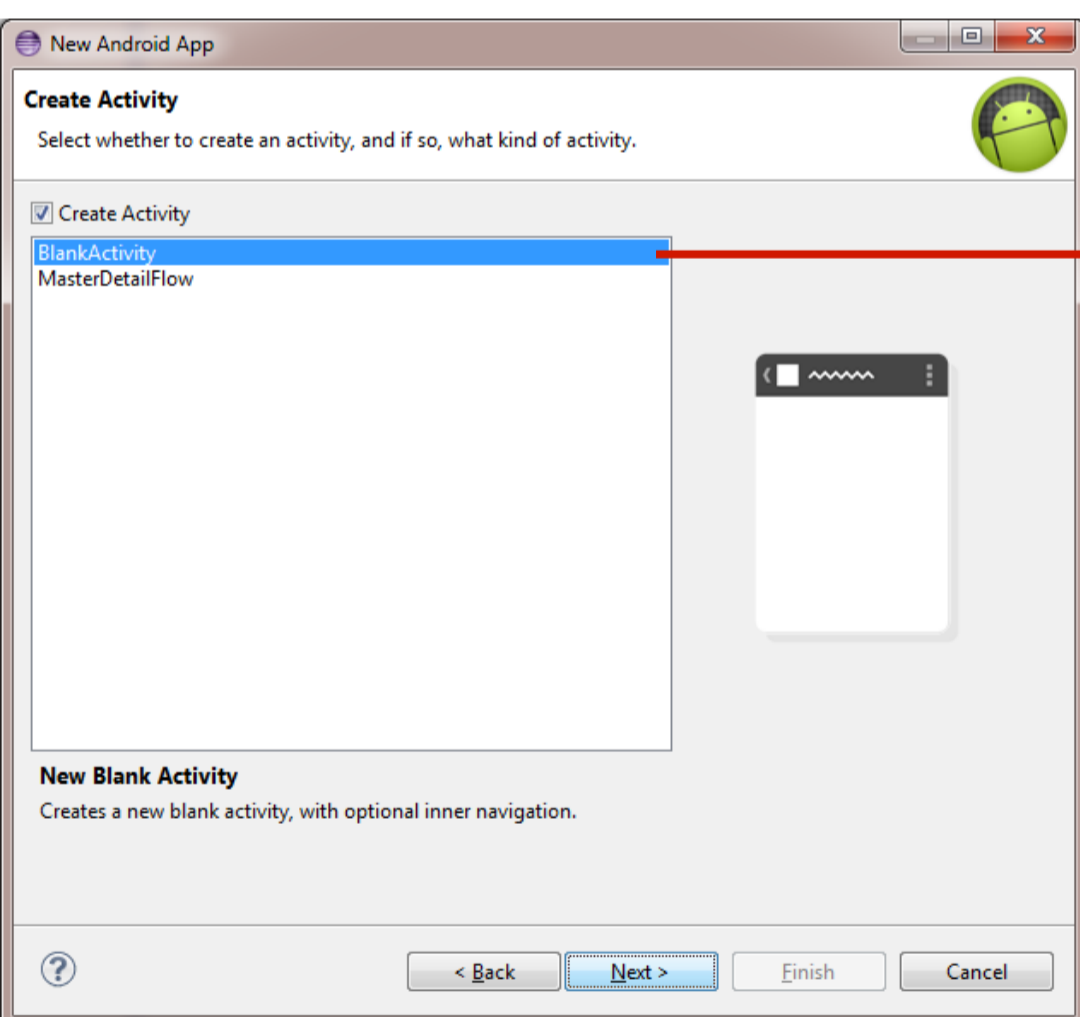 New Android App
Create Activity
Select whether to create an activity, and if so, what kind of activity.
Create Activity
BlankActivity
MasterDetailFlow
New Blank Activity
Creates a new blank activity, with optional inner navigation.
< Back Next > Finish Cancel